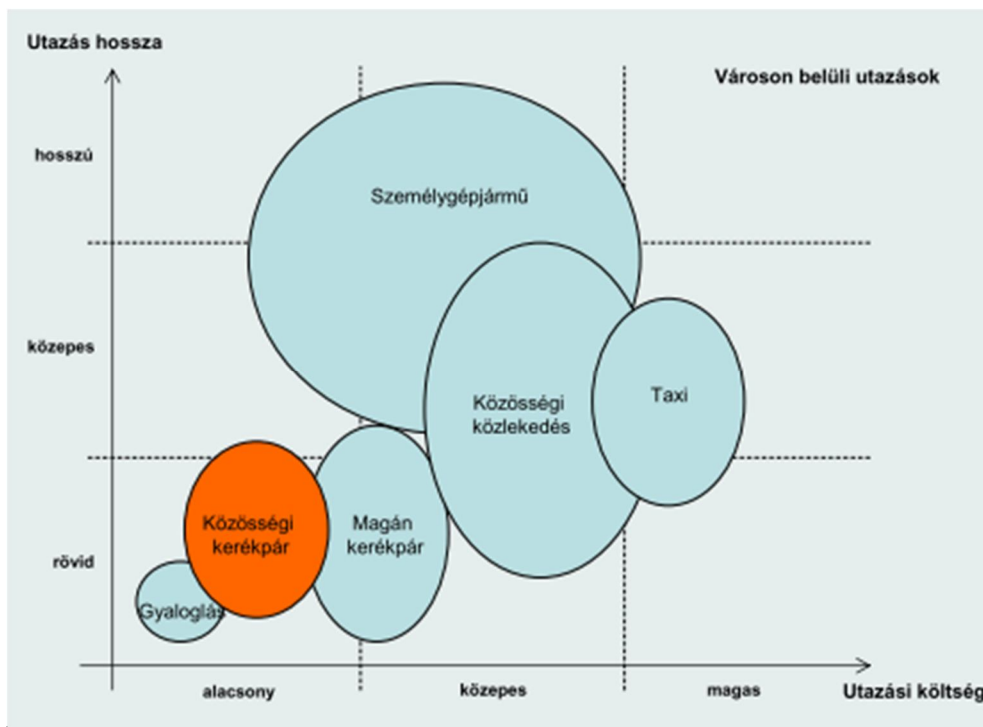 Utazás hossza
Városon belüli utazások
hosszú
Személygépjármű
közepes
Közösségi
közlekedés
Taxi
Közösségi
kerékpár
Magán
kerékpár
rövid
Gyaloglás
alacsony
közepes
magas
Utazási költség